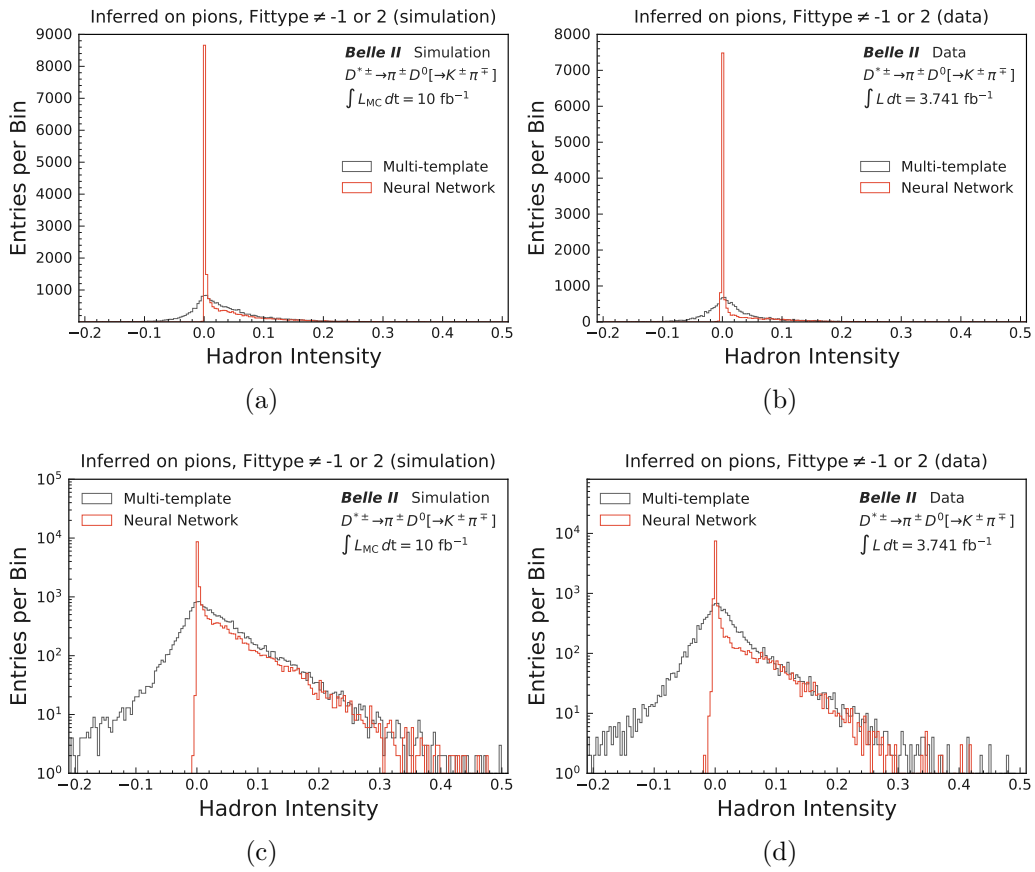 Inferred on pions, Fittype ≠ -1 or 2 (simulation)
9000
8000
7000
6000
5000
4000
3000
2000
1000
Entries per Bin
Belle II Simulation
D*± → π± D⁰[→ K± π∓]
∫ L_MC dt = 10 fb⁻¹
Multi-template
Neural Network
−0.2 −0.1 0.0 0.1 0.2 0.3 0.4 0.5
Hadron Intensity
(a)
Inferred on pions, Fittype ≠ -1 or 2 (data)
8000
7000
6000
5000
4000
3000
2000
1000
0
Entries per Bin
Belle II Data
D*± → π± D⁰[→ K± π∓]
∫ L dt = 3.741 fb⁻¹
Multi-template
Neural Network
−0.2 −0.1 0.0 0.1 0.2 0.3 0.4 0.5
Hadron Intensity
(b)
Inferred on pions, Fittype ≠ -1 or 2 (simulation)
10⁵
10⁴
10³
10²
10¹
10⁰
Entries per Bin
Multi-template
Neural Network
Belle II Simulation
D*± → π± D⁰[→ K± π∓]
∫ L_MC dt = 10 fb⁻¹
−0.2 −0.1 0.0 0.1 0.2 0.3 0.4 0.5
Hadron Intensity
(c)
Inferred on pions, Fittype ≠ -1 or 2 (data)
10⁴
10³
10²
10¹
10⁰
Entries per Bin
Multi-template
Neural Network
Belle II Data
D*± → π± D⁰[→ K± π∓]
∫ L dt = 3.741 fb⁻¹
−0.2 −0.1 0.0 0.1 0.2 0.3 0.4 0.5
Hadron Intensity
(d)